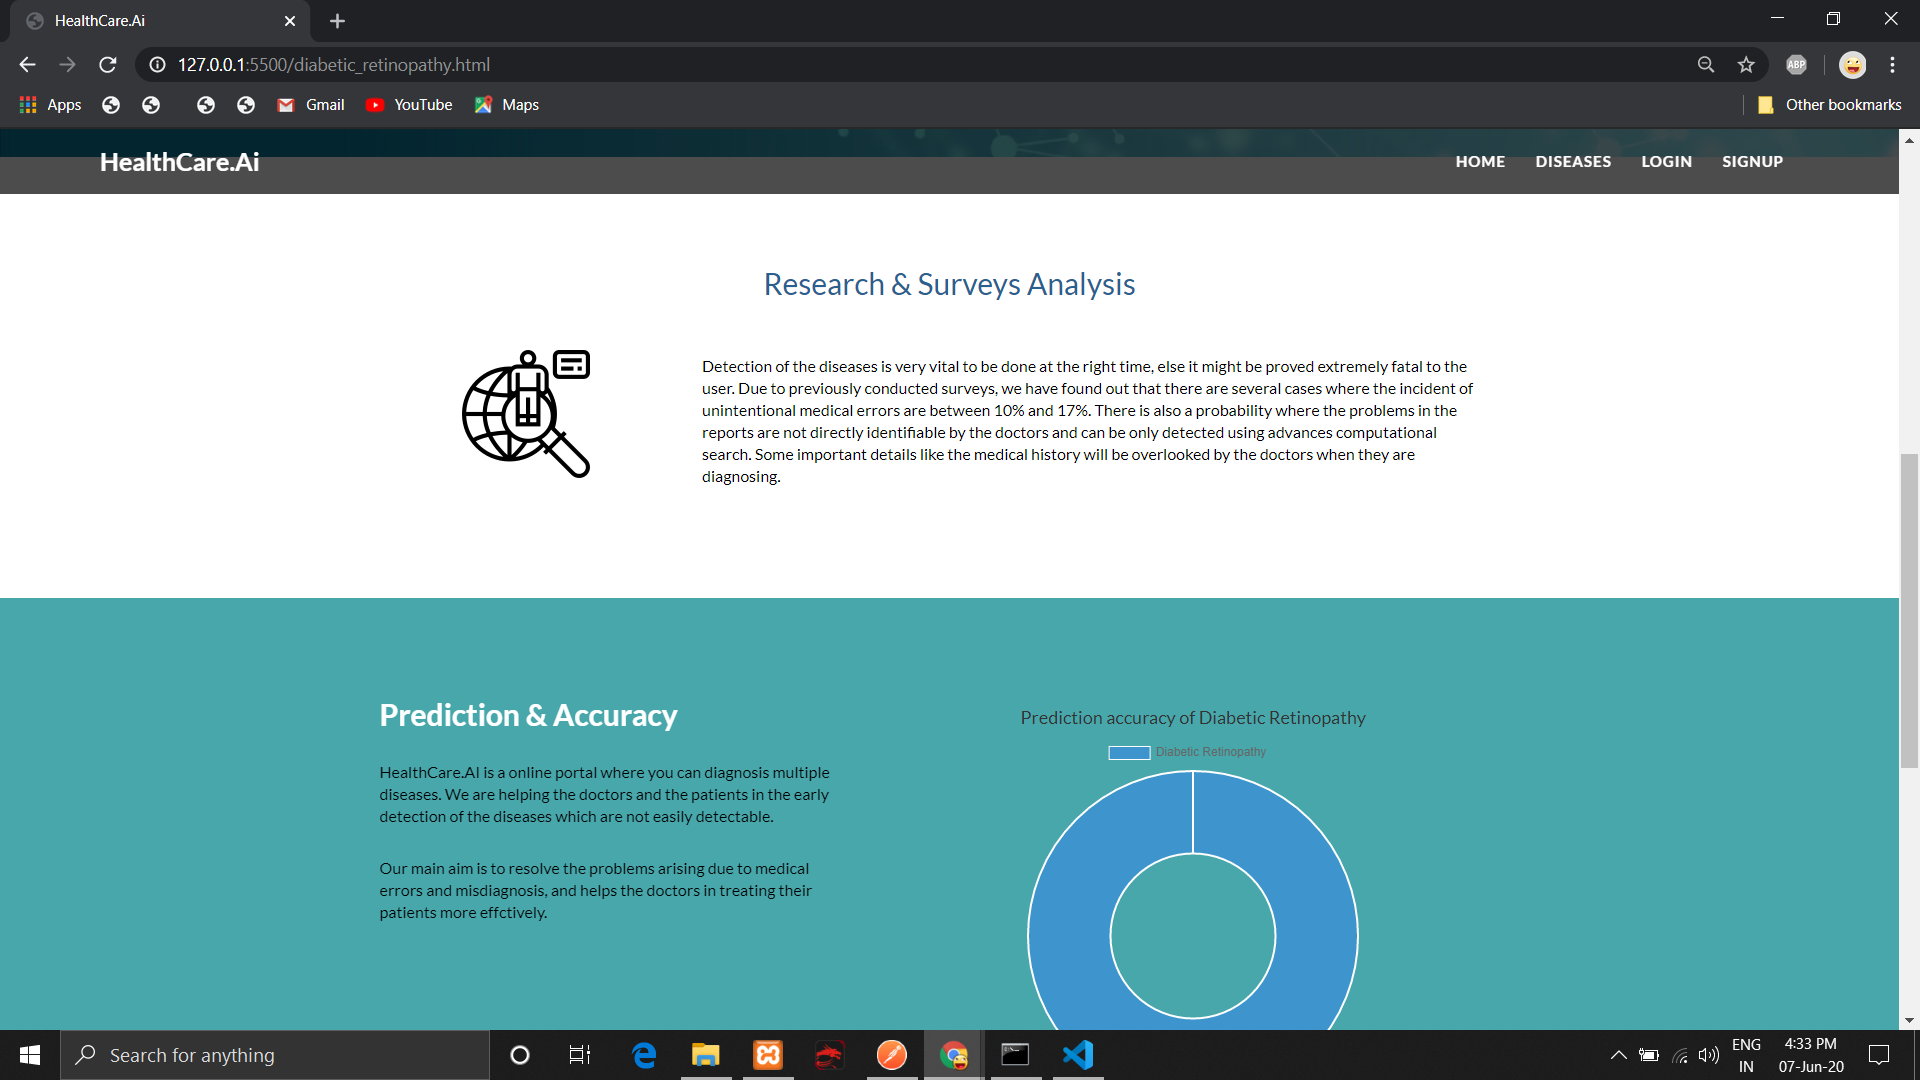 HealthCare.Ai
127.0.0.1:5500/diabetic_retinopathy.html
ABP
Apps
Gmail
YouTube
Maps
Other bookmarks
HealthCare.Ai
HOME
DISEASES
LOGIN
SIGNUP
Research & Surveys Analysis
Detection of the diseases is very vital to be done at the right time, else it might be proved extremely fatal to the
user. Due to previously conducted surveys, we have found out that there are several cases where the incident of
unintentional medical errors are between 10% and 17%. There is also a probability where the problems in the
reports are not directly identifiable by the doctors and can be only detected using advances computational
search. Some important details like the medical history will be overlooked by the doctors when they are
diagnosing.
Prediction & Accuracy
HealthCare.AI is a online portal where you can diagnosis multiple
diseases. We are helping the doctors and the patients in the early
detection of the diseases which are not easily detectable.
Our main aim is to resolve the problems arising due to medical
errors and misdiagnosis, and helps the doctors in treating their
patients more effctively.
Prediction accuracy of Diabetic Retinopathy
Diabetic Retinopathy
Search for anything
ENG
IN
4:33 PM
07-Jun-20